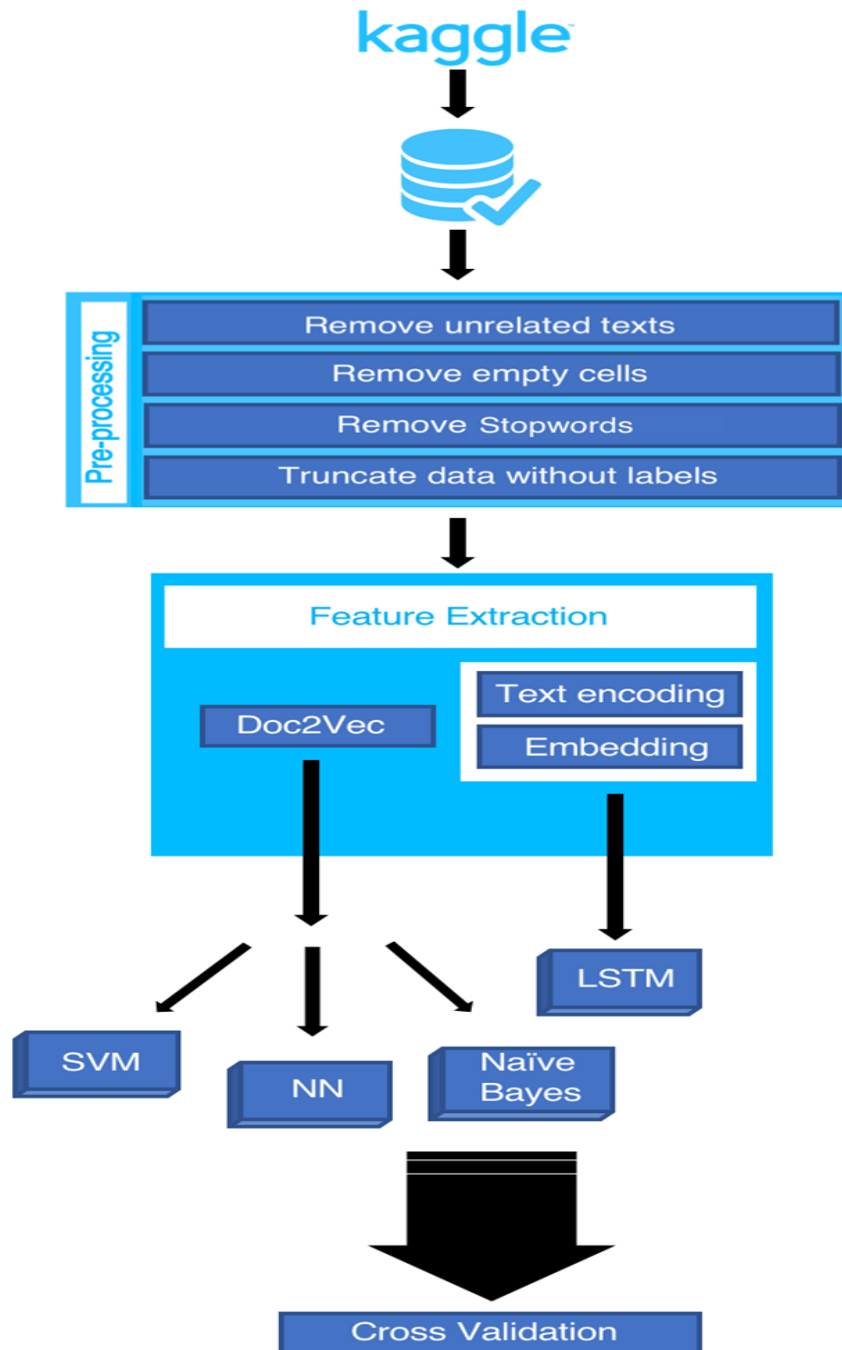 kaggle
Pre-processing
Remove unrelated texts
Remove empty cells
Remove Stopwords
Truncate data without labels
Feature Extraction
Doc2Vec
Text encoding
Embedding
LSTM
SVM
NN
Naïve
Bayes
Cross Validation